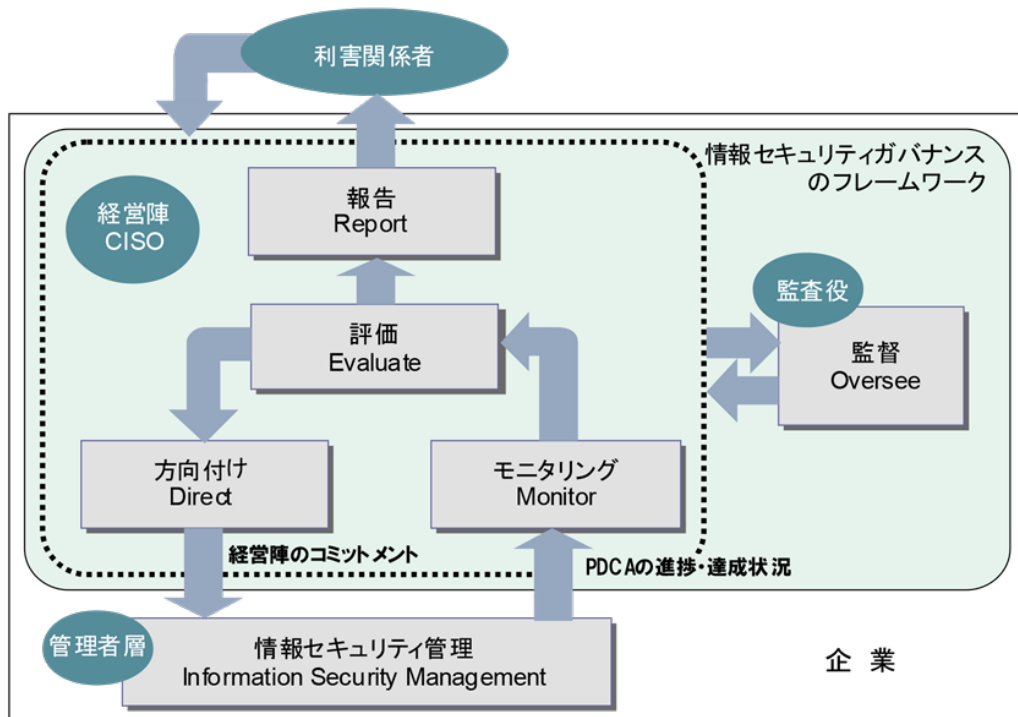 利害関係者
情報セキュリティガバナンス
のフレームワーク
経営陣
CISO
報告
Report
監査役
評価
Evaluate
監督
Oversee
方向付け
Direct
モニタリング
Monitor
経営陣のコミットメント
PDCAの進捗・達成状況
管理者層
情報セキュリティ管理
Information Security Management
企 業